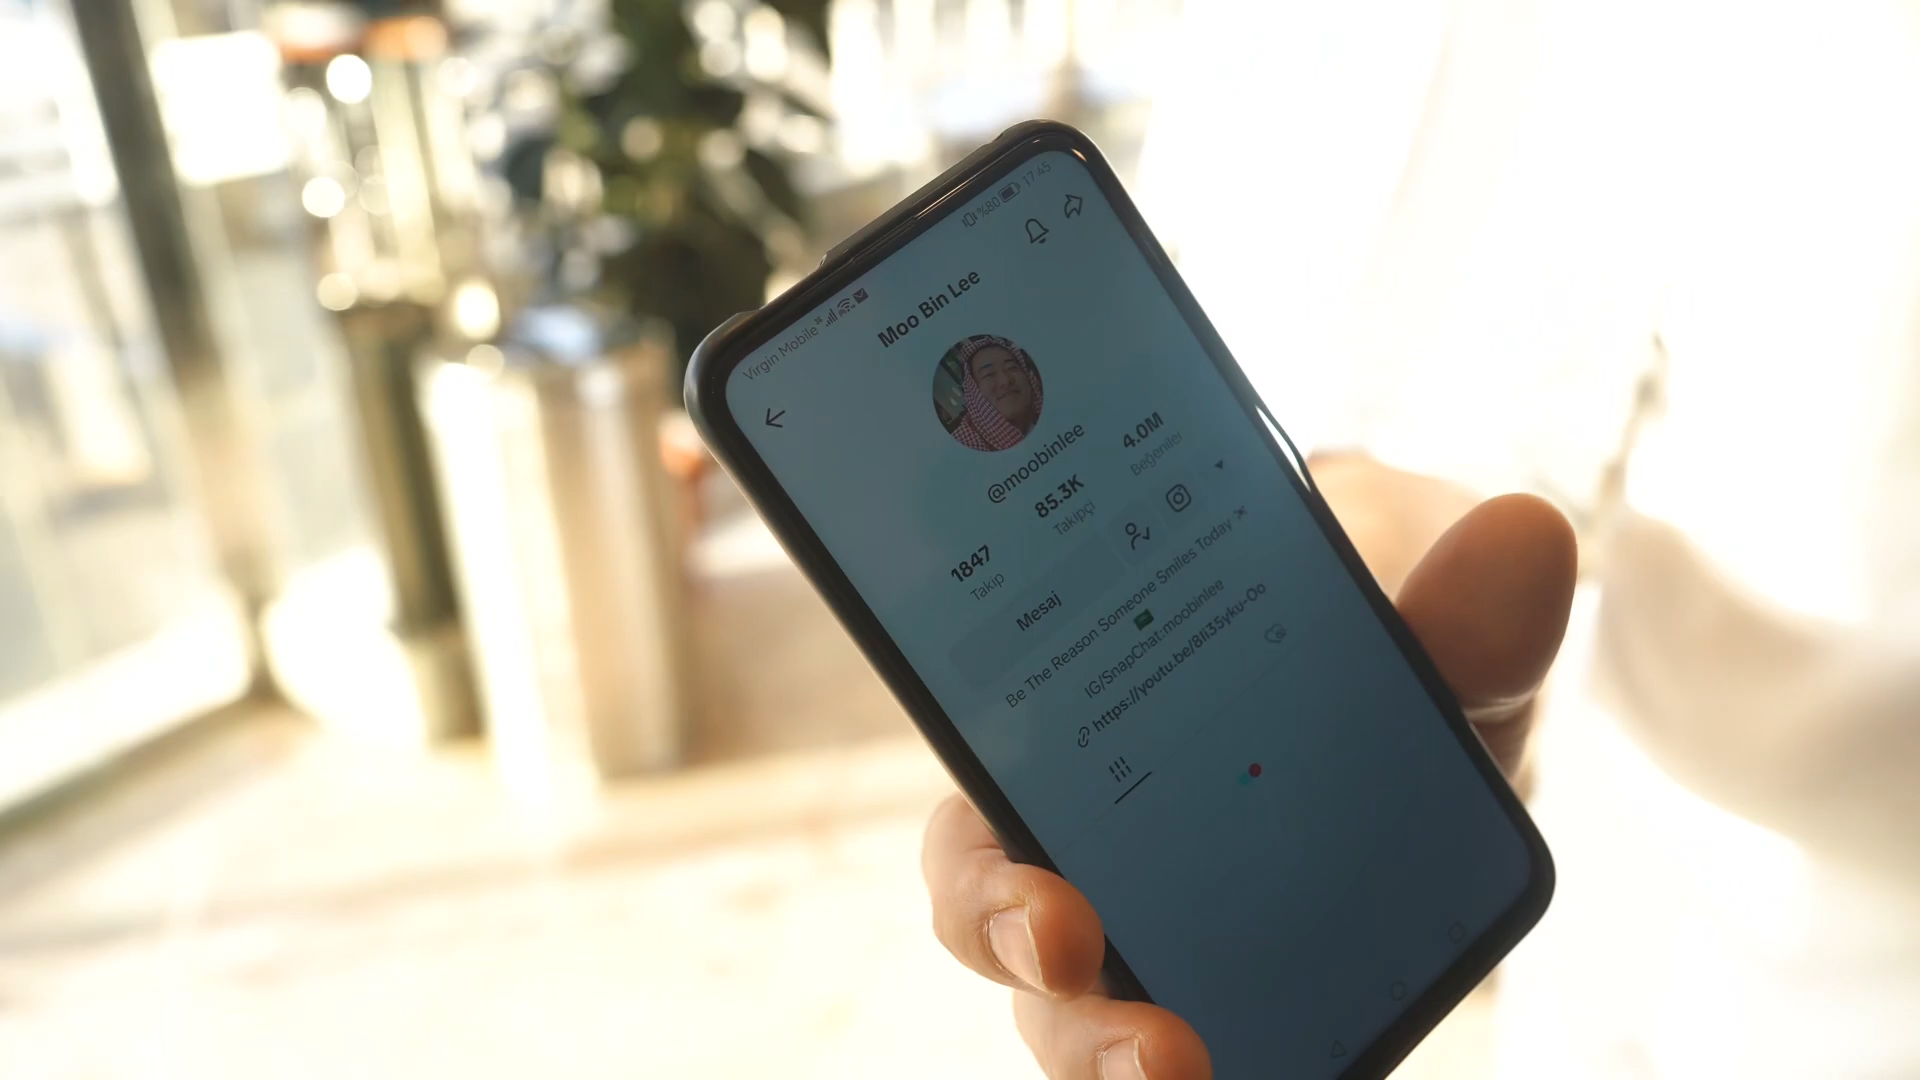 Virgin Mobile
%80 17:45
Moo Bin Lee
@moobinlee
1847 85.3K 4.0M
Takip Takipçi Beğeniler
Mesaj
Be The Reason Someone Smiles Today
IG/SnapChat:moobinlee
https://youtu.be/8Ii35yku-Oo